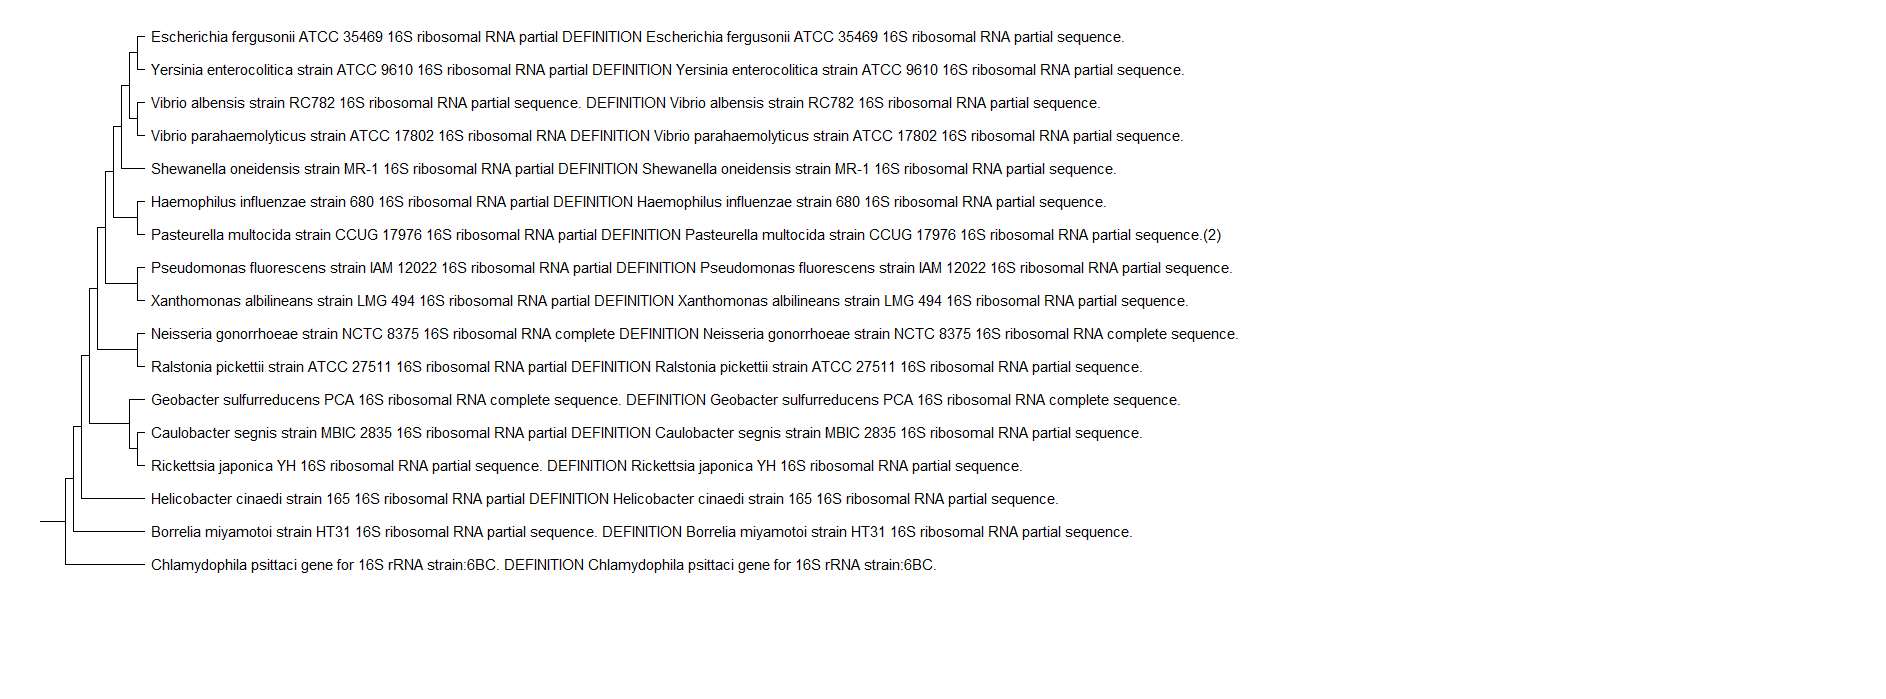 Escherichia fergusonii ATCC 35469 16S ribosomal RNA partial DEFINITION Escherichia fergusonii ATCC 35469 16S ribosomal RNA partial sequence.
Yersinia enterocolitica strain ATCC 9610 16S ribosomal RNA partial DEFINITION Yersinia enterocolitica strain ATCC 9610 16S ribosomal RNA partial sequence.
Vibrio albensis strain RC782 16S ribosomal RNA partial sequence. DEFINITION Vibrio albensis strain RC782 16S ribosomal RNA partial sequence.
Vibrio parahaemolyticus strain ATCC 17802 16S ribosomal RNA DEFINITION Vibrio parahaemolyticus strain ATCC 17802 16S ribosomal RNA partial sequence.
Shewanella oneidensis strain MR-1 16S ribosomal RNA partial DEFINITION Shewanella oneidensis strain MR-1 16S ribosomal RNA partial sequence.
Haemophilus influenzae strain 680 16S ribosomal RNA partial DEFINITION Haemophilus influenzae strain 680 16S ribosomal RNA partial sequence.
Pasteurella multocida strain CCUG 17976 16S ribosomal RNA partial DEFINITION Pasteurella multocida strain CCUG 17976 16S ribosomal RNA partial sequence.(2)
Pseudomonas fluorescens strain IAM 12022 16S ribosomal RNA partial DEFINITION Pseudomonas fluorescens strain IAM 12022 16S ribosomal RNA partial sequence.
Xanthomonas albilineans strain LMG 494 16S ribosomal RNA partial DEFINITION Xanthomonas albilineans strain LMG 494 16S ribosomal RNA partial sequence.
Neisseria gonorrhoeae strain NCTC 8375 16S ribosomal RNA complete DEFINITION Neisseria gonorrhoeae strain NCTC 8375 16S ribosomal RNA complete sequence.
Ralstonia pickettii strain ATCC 27511 16S ribosomal RNA partial DEFINITION Ralstonia pickettii strain ATCC 27511 16S ribosomal RNA partial sequence.
Geobacter sulfurreducens PCA 16S ribosomal RNA complete sequence. DEFINITION Geobacter sulfurreducens PCA 16S ribosomal RNA complete sequence.
Caulobacter segnis strain MBIC 2835 16S ribosomal RNA partial DEFINITION Caulobacter segnis strain MBIC 2835 16S ribosomal RNA partial sequence.
Rickettsia japonica YH 16S ribosomal RNA partial sequence. DEFINITION Rickettsia japonica YH 16S ribosomal RNA partial sequence.
Helicobacter cinaedi strain 165 16S ribosomal RNA partial DEFINITION Helicobacter cinaedi strain 165 16S ribosomal RNA partial sequence.
Borrelia miyamotoi strain HT31 16S ribosomal RNA partial sequence. DEFINITION Borrelia miyamotoi strain HT31 16S ribosomal RNA partial sequence.
Chlamydophila psittaci gene for 16S rRNA strain:6BC. DEFINITION Chlamydophila psittaci gene for 16S rRNA strain:6BC.